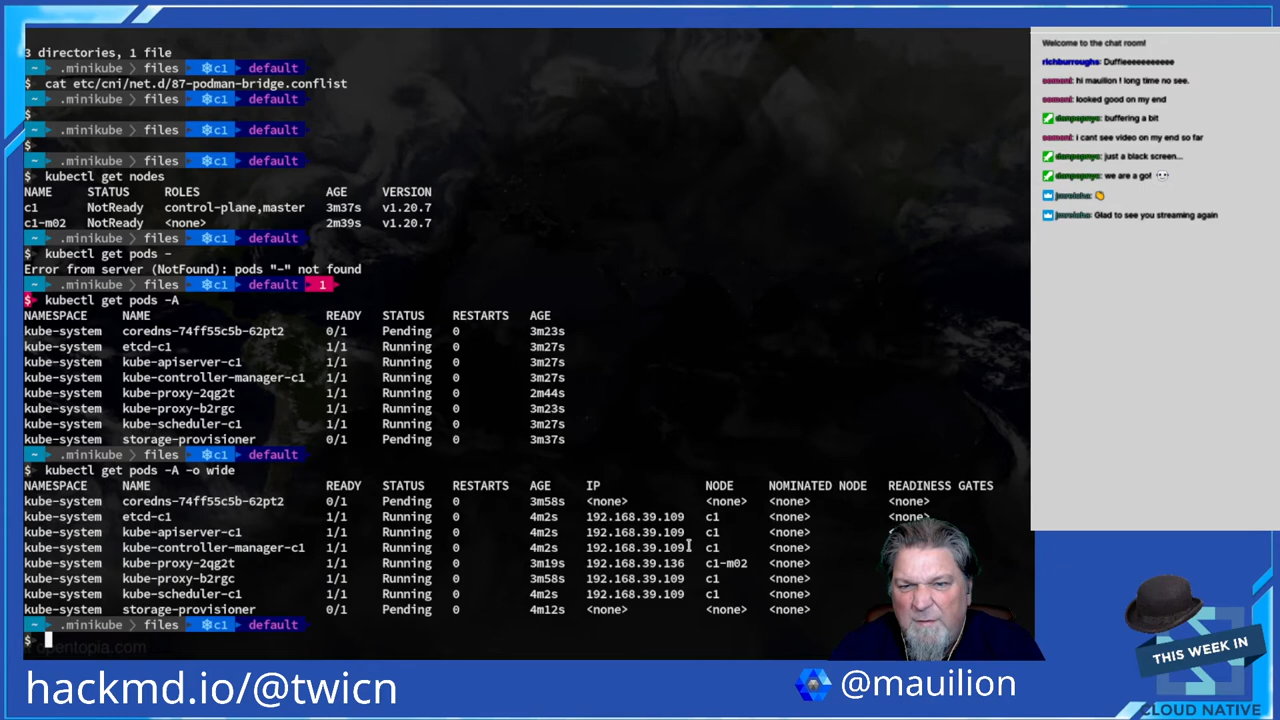 3 directories, 1 file
~ .minikube > files ❄c1 default
$ cat etc/cni/net.d/87-podman-bridge.conflist
~ .minikube > files ❄c1 default
$
~ .minikube > files ❄c1 default
$
~ .minikube > files ❄c1 default
$ kubectl get nodes
NAME STATUS ROLES AGE VERSION
c1 NotReady control-plane,master 3m37s v1.20.7
c1-m02 NotReady <none> 2m39s v1.20.7
~ .minikube > files ❄c1 default
$ kubectl get pods -
Error from server (NotFound): pods "-" not found
~ .minikube > files ❄c1 default 1
$ kubectl get pods -A
NAMESPACE NAME READY STATUS RESTARTS AGE
kube-system coredns-74ff55c5b-62pt2 0/1 Pending 0 3m23s
kube-system etcd-c1 1/1 Running 0 3m27s
kube-system kube-apiserver-c1 1/1 Running 0 3m27s
kube-system kube-controller-manager-c1 1/1 Running 0 3m27s
kube-system kube-proxy-2qg2t 1/1 Running 0 2m44s
kube-system kube-proxy-b2rgc 1/1 Running 0 3m23s
kube-system kube-scheduler-c1 1/1 Running 0 3m27s
kube-system storage-provisioner 0/1 Pending 0 3m37s
~ .minikube > files ❄c1 default
$ kubectl get pods -A -o wide
NAMESPACE NAME READY STATUS RESTARTS AGE IP NODE NOMINATED NODE READINESS GATES
kube-system coredns-74ff55c5b-62pt2 0/1 Pending 0 3m58s <none> <none> <none> <none>
kube-system etcd-c1 1/1 Running 0 4m2s 192.168.39.109 c1 <none> <none>
kube-system kube-apiserver-c1 1/1 Running 0 4m2s 192.168.39.109 c1 <none>
kube-system kube-controller-manager-c1 1/1 Running 0 4m2s 192.168.39.109 c1 <none>
kube-system kube-proxy-2qg2t 1/1 Running 0 3m19s 192.168.39.136 c1-m02 <none>
kube-system kube-proxy-b2rgc 1/1 Running 0 3m58s 192.168.39.109 c1 <none>
kube-system kube-scheduler-c1 1/1 Running 0 4m2s 192.168.39.109 c1 <none>
kube-system storage-provisioner 0/1 Pending 0 4m12s <none> <none> <none>
~ .minikube > files ❄c1 default
$
opentopia.com
Welcome to the chat room!
richburroughs: Duffieeeeeeeeeee
: hi mauilion ! long time no see.
: looked good on my end
: buffering a bit
: i cant see video on my end so far
: just a black screen...
: we are a go!
: 👏
: Glad to see you streaming again
hackmd.io/@twicn
@mauilion
THIS WEEK IN
CLOUD NATIVE